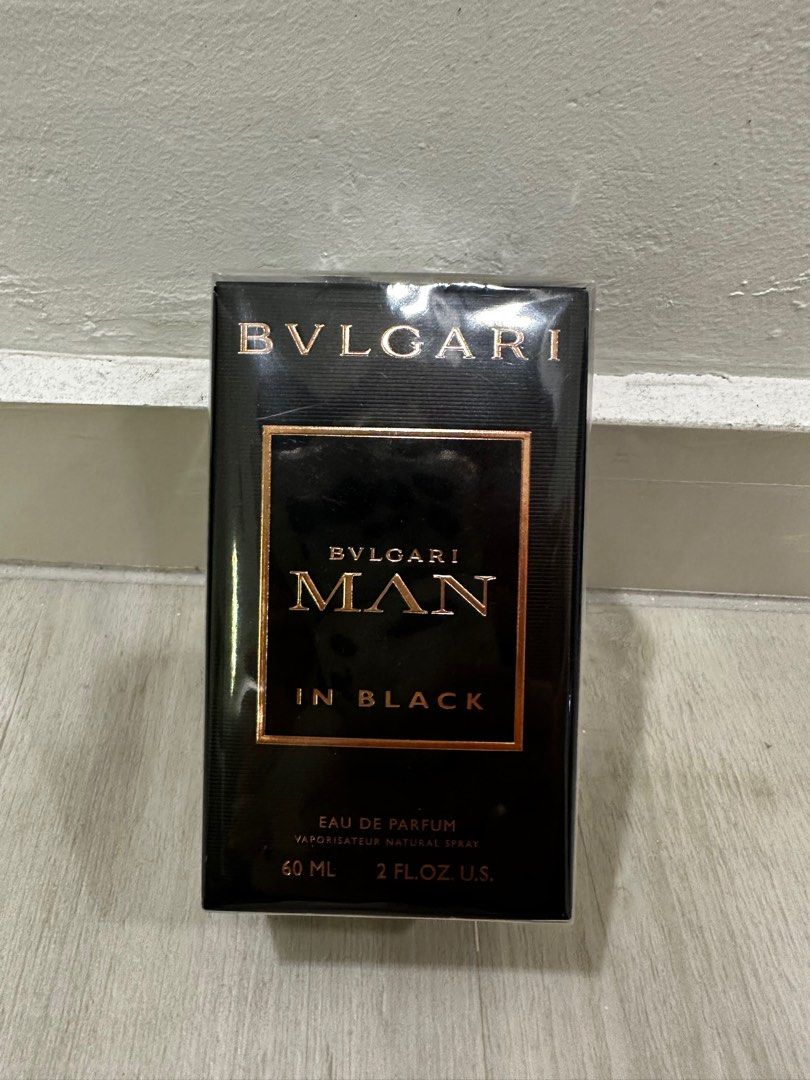 BVLGARI
BVLGARI
MAN
IN BLACK
EAU DE PARFUM
VAPORISATEUR NATURAL SPRAY
60 ML 2 FL.OZ. U.S.